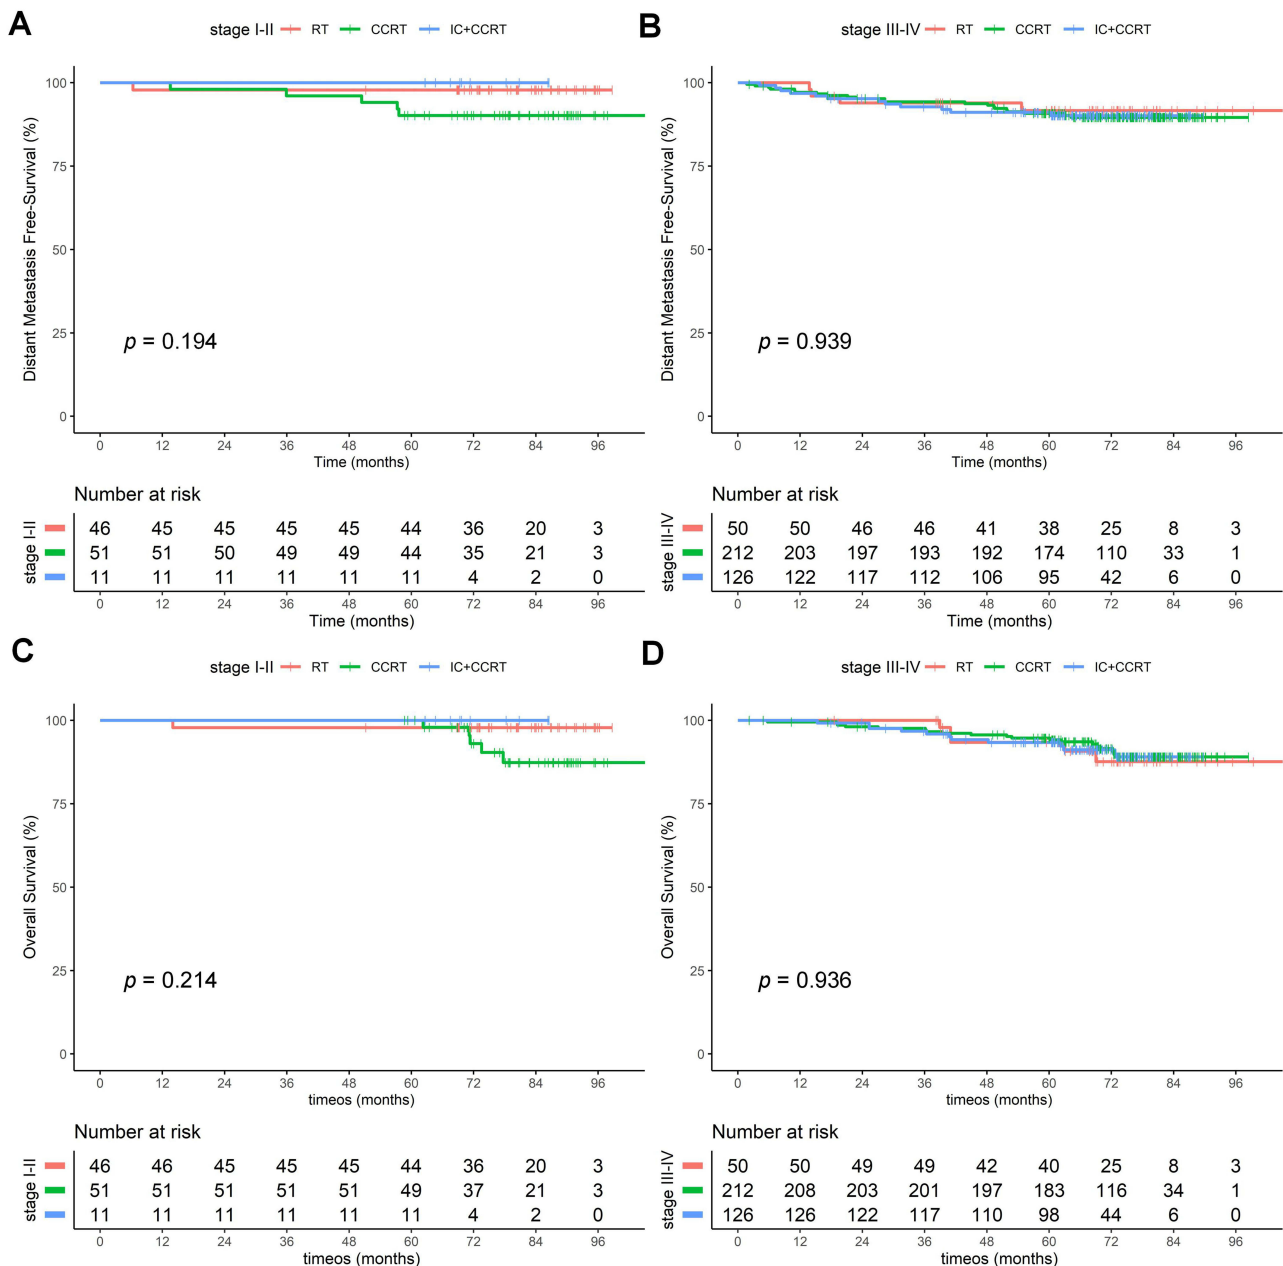 A
stage I-II RT CCRT IC+CCRT
Distant Metastasis Free-Survival (%)
100
75
50
25
0
p = 0.194
0 12 24 36 48 60 72 84 96
Time (months)
Number at risk
stage I-II
46 45 45 45 45 44 36 20 3
51 51 50 49 49 44 35 21 3
11 11 11 11 11 11 4 2 0
0 12 24 36 48 60 72 84 96
Time (months)
B
stage III-IV RT CCRT IC+CCRT
Distant Metastasis Free-Survival (%)
100
75
50
25
0
p = 0.939
0 12 24 36 48 60 72 84 96
Time (months)
Number at risk
stage III-IV
50 50 46 46 41 38 25 8 3
212 203 197 193 192 174 110 33 1
126 122 117 112 106 95 42 6 0
0 12 24 36 48 60 72 84 96
Time (months)
C
stage I-II RT CCRT IC+CCRT
Overall Survival (%)
100
75
50
25
0
p = 0.214
0 12 24 36 48 60 72 84 96
timeos (months)
Number at risk
stage I-II
46 46 45 45 45 44 36 20 3
51 51 51 51 51 49 37 21 3
11 11 11 11 11 11 4 2 0
0 12 24 36 48 60 72 84 96
timeos (months)
D
stage III-IV RT CCRT IC+CCRT
Overall Survival (%)
100
75
50
25
0
p = 0.936
0 12 24 36 48 60 72 84 96
timeos (months)
Number at risk
stage III-IV
50 50 49 49 42 40 25 8 3
212 208 203 201 197 183 116 34 1
126 126 122 117 110 98 44 6 0
0 12 24 36 48 60 72 84 96
timeos (months)